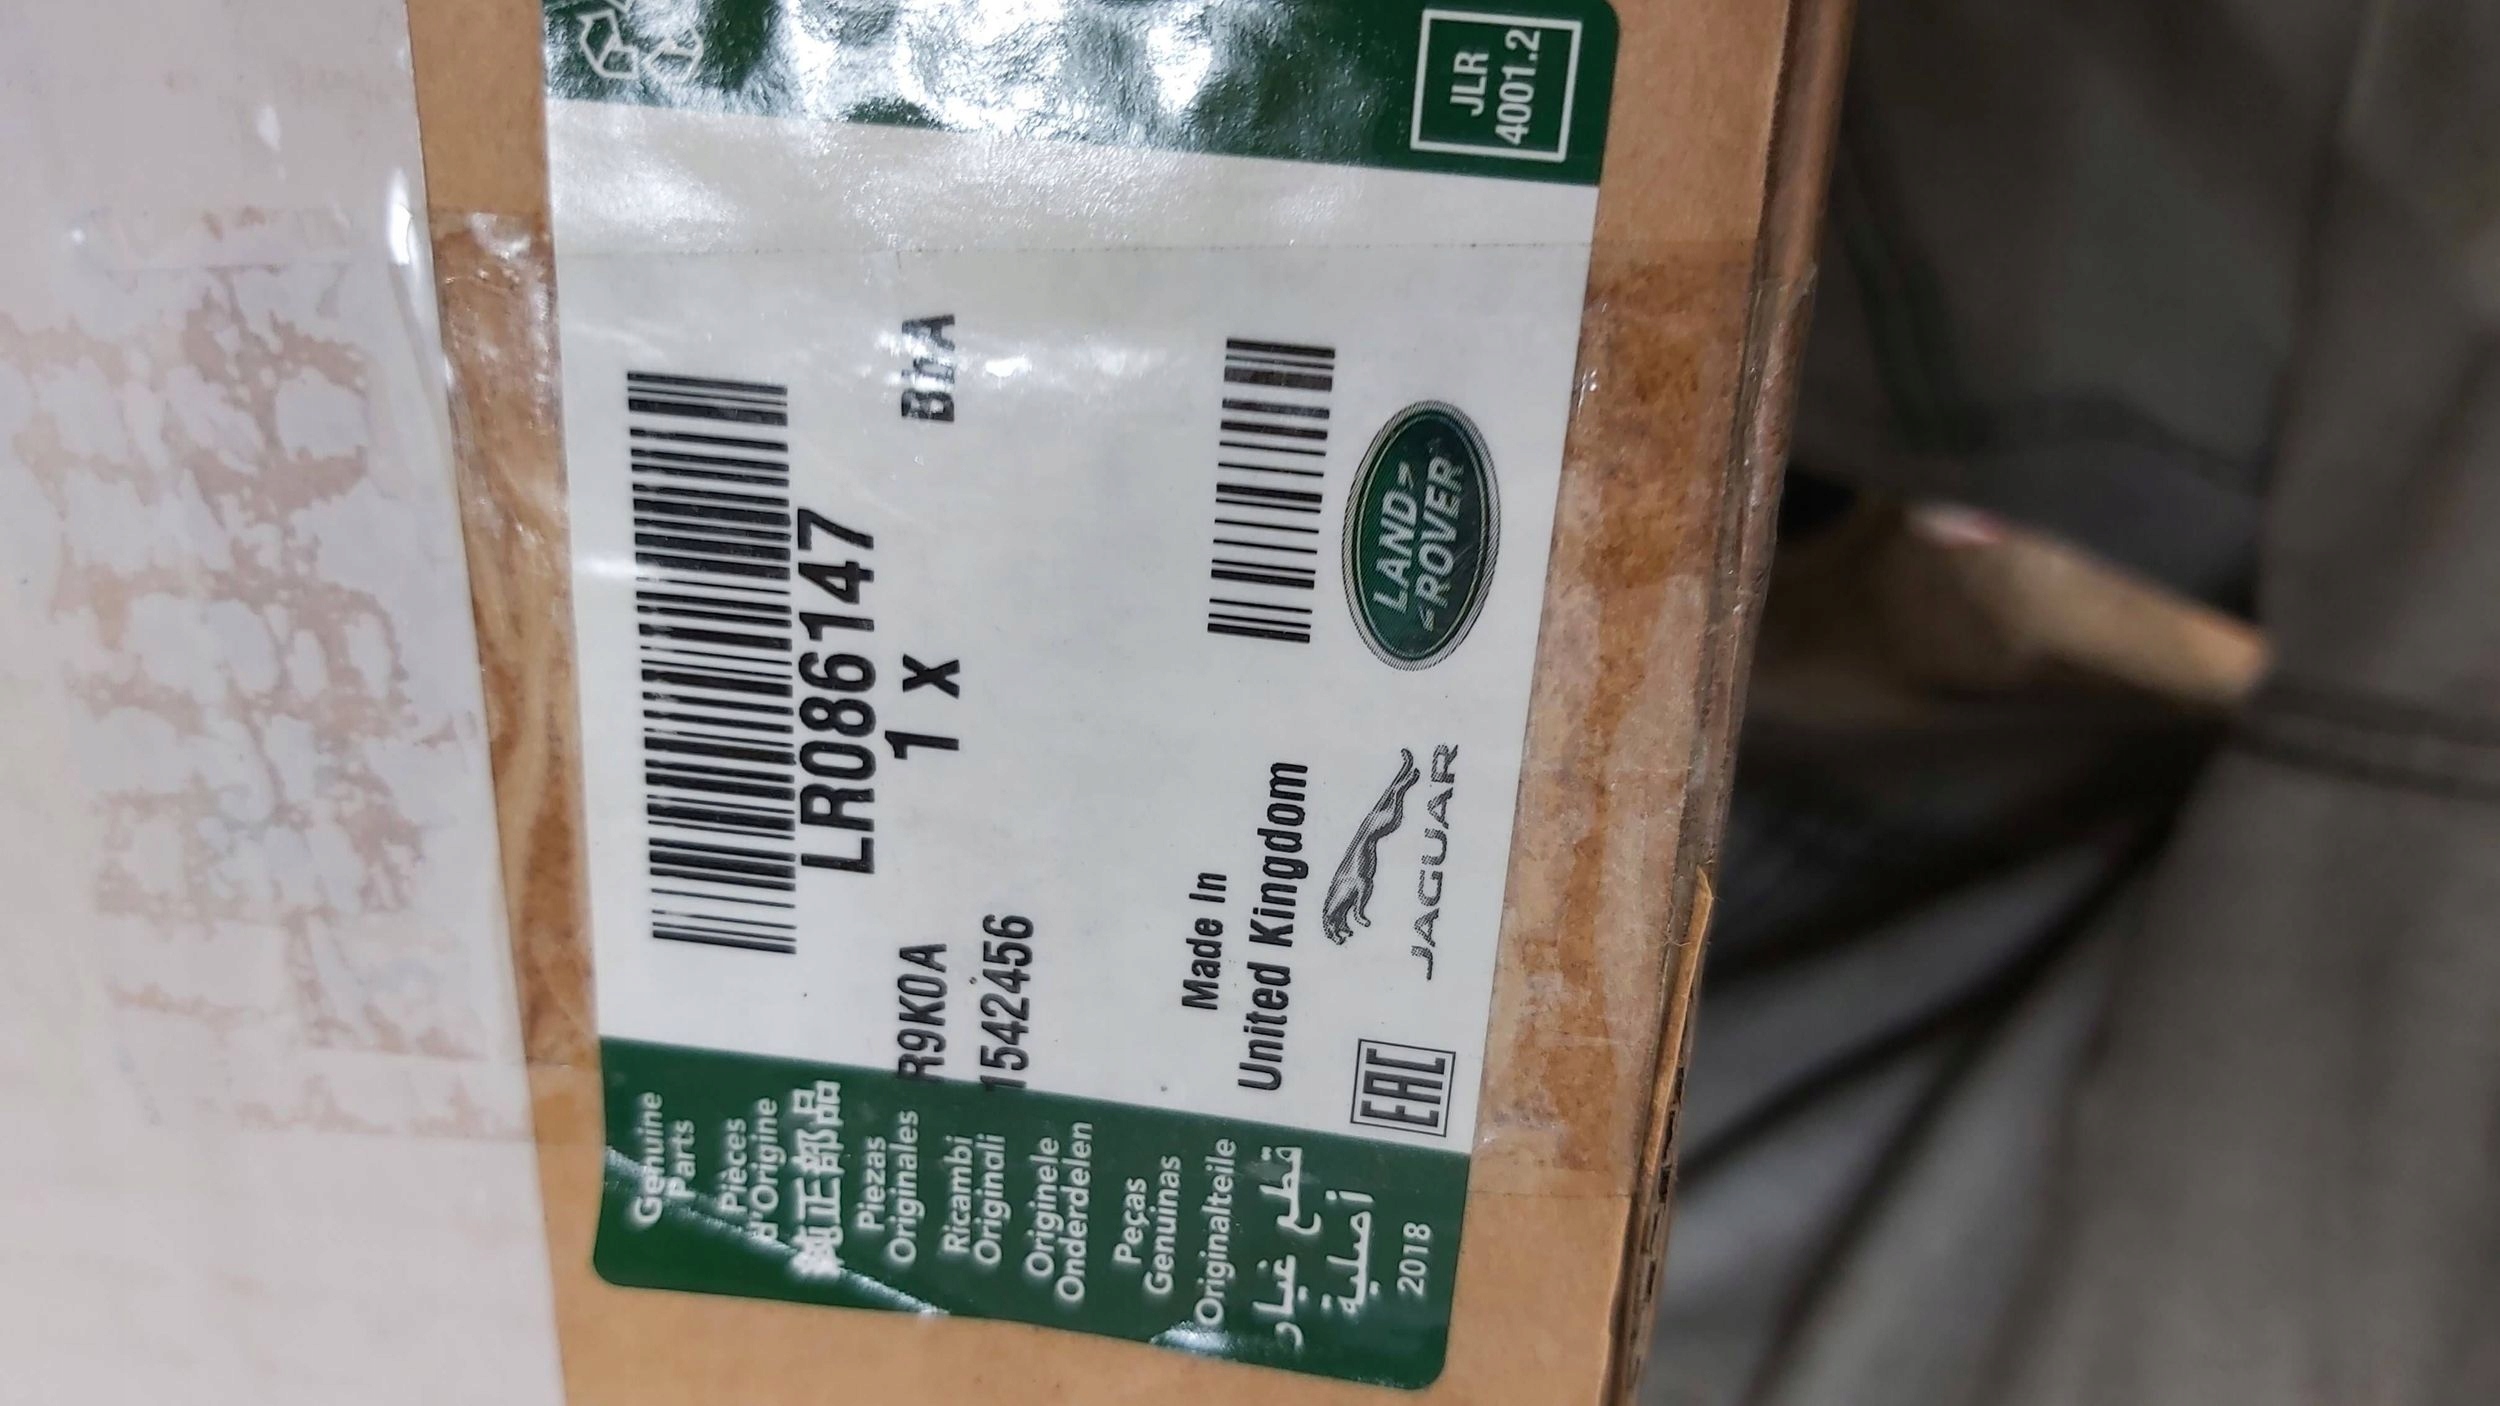 Genuine
Parts
Pièces
d'Origine
純正部品
Piezas
Originales
Ricambi
Originali
Originele
Onderdelen
Peças
Genuinas
Originalteile
قطع غيار
أصلية
2018
LR086147
R9K0A
1 X
1542456
Made In
United Kingdom
EAC
JAGUAR
LAND
ROVER
JLR
4001.2